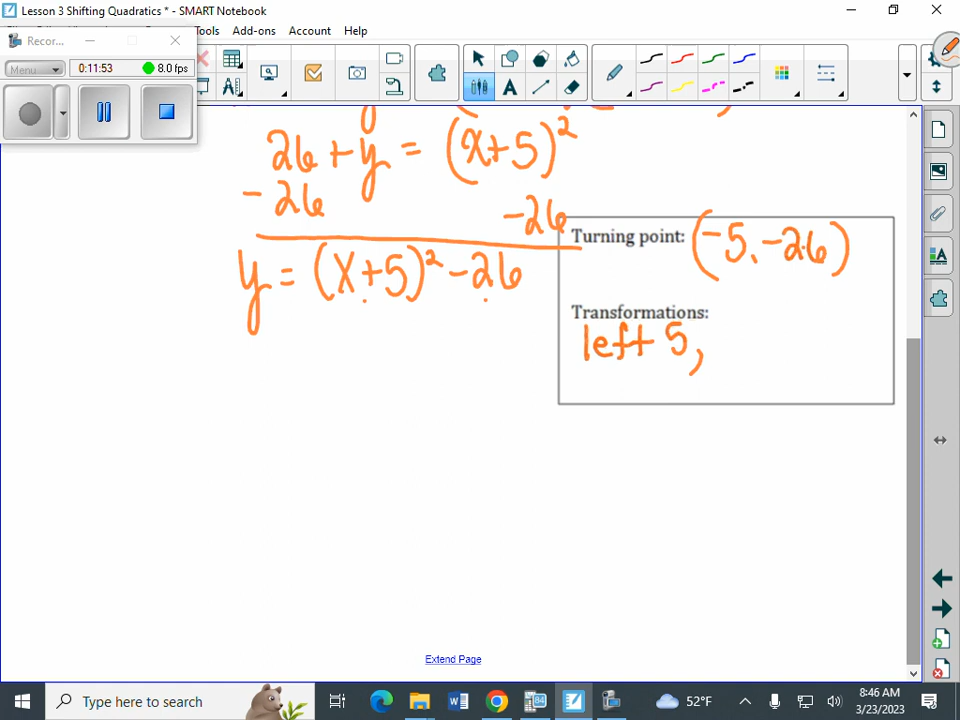 Lesson 3 Shifting Quadratics * - SMART Notebook
Tools Add-ons Account Help
Recor...
Menu 0:11:53 8.0 fps
26 + y = (x+5)²
- 26 - 26
y = (x+5)² - 26
Turning point: (-5, -26)
Transformations:
left 5,
Extend Page
Type here to search
52°F
8:46 AM
3/23/2023